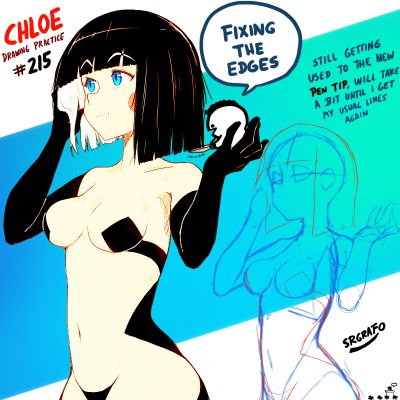 CHLOE
DRAWING PRACTICE
#215
FIXING
THE
EDGES
STILL GETTING
USED TO THE NEW
PEN TIP, WILL TAKE
A BIT UNTIL I GET
MY USUAL LINES
AGAIN
SRGRAFO